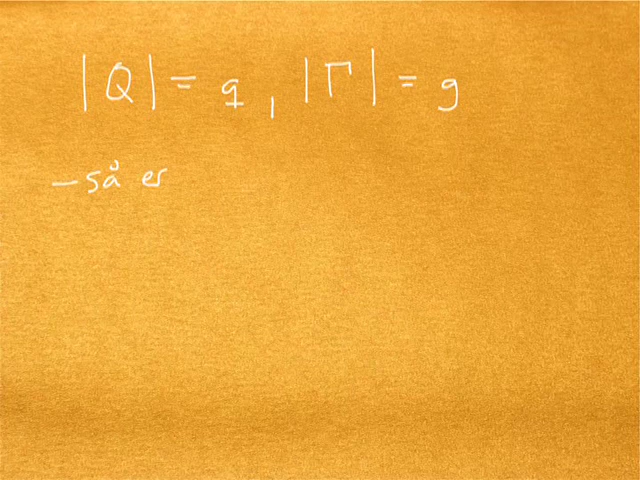 |Q| = q, |Γ| = g
- så er